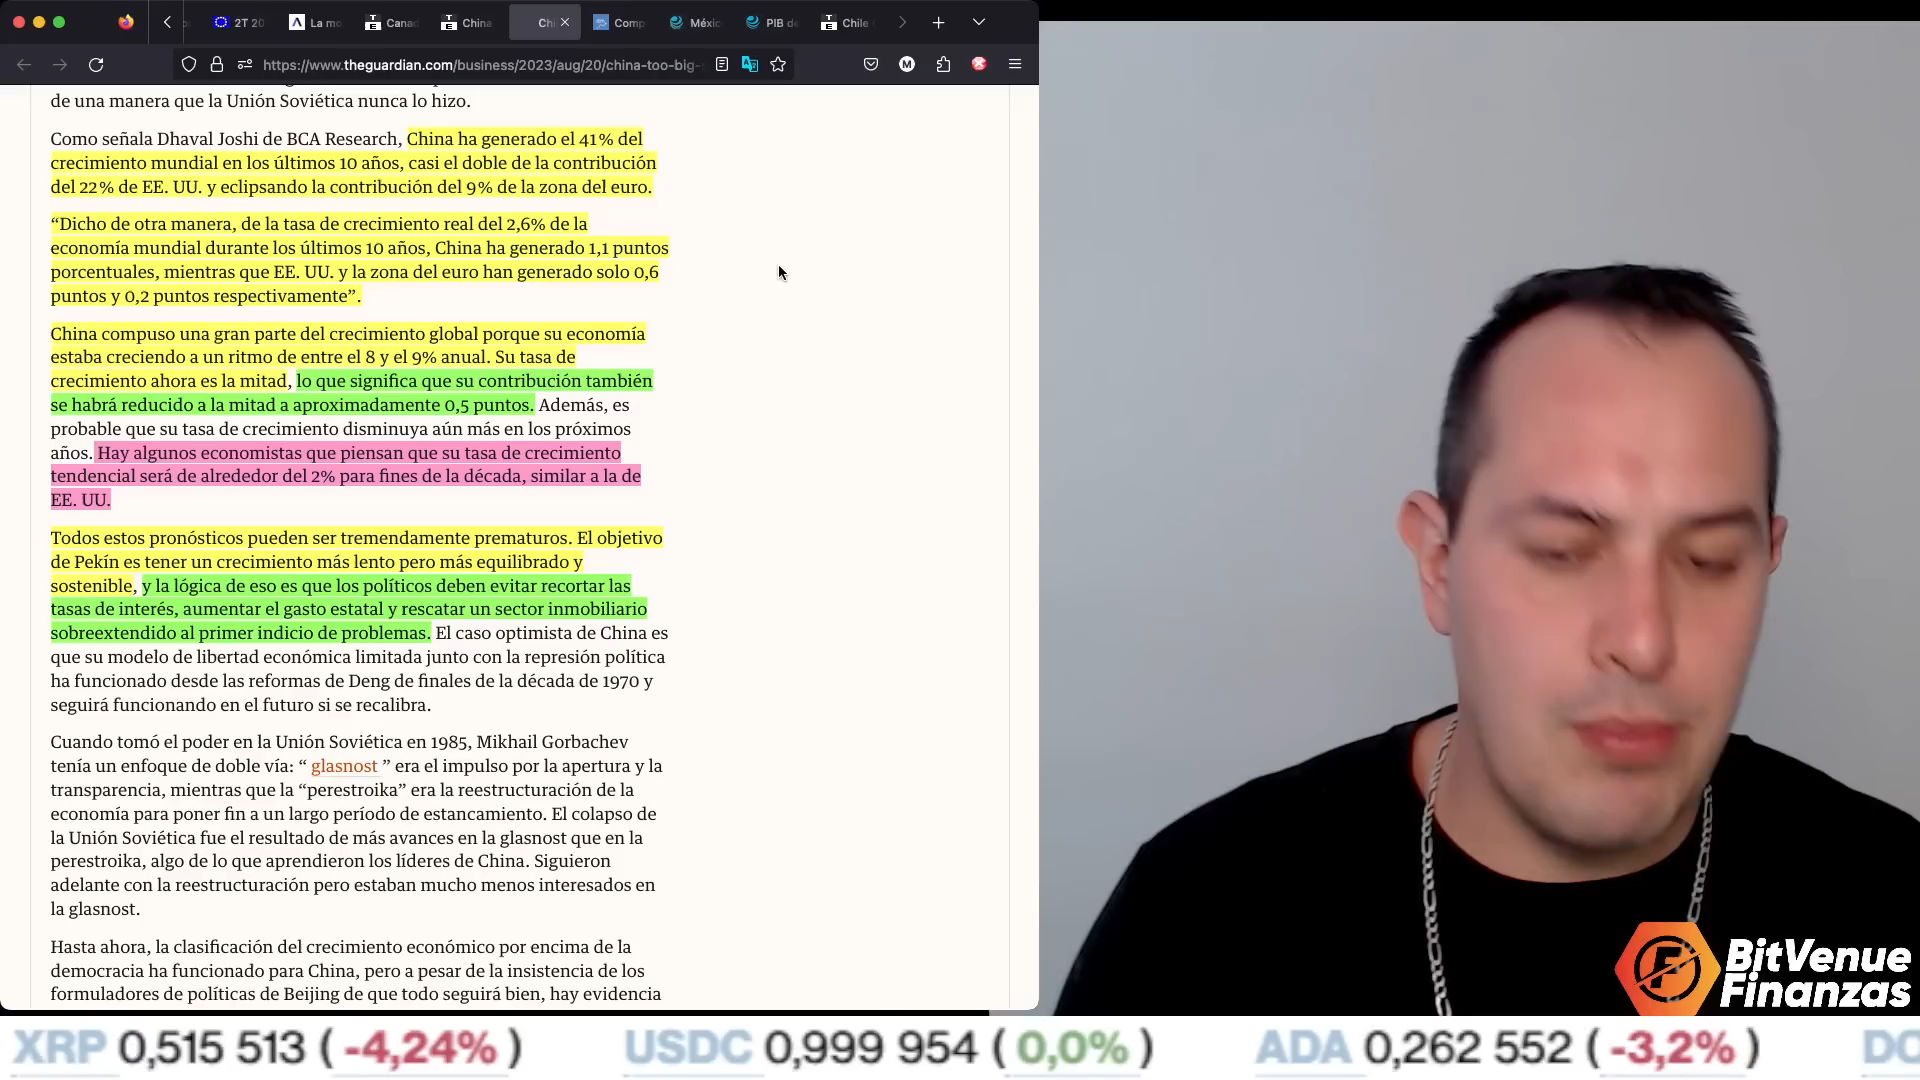 2T 20
La mo
Canac
China
Chi
Comp
Méxic
PIB de
Chile
https://www.theguardian.com/business/2023/aug/20/china-too-big-
de una manera que la Unión Soviética nunca lo hizo.
Como señala Dhaval Joshi de BCA Research, China ha generado el 41% del
crecimiento mundial en los últimos 10 años, casi el doble de la contribución
del 22% de EE. UU. y eclipsando la contribución del 9% de la zona del euro.
“Dicho de otra manera, de la tasa de crecimiento real del 2,6% de la
economía mundial durante los últimos 10 años, China ha generado 1,1 puntos
porcentuales, mientras que EE. UU. y la zona del euro han generado solo 0,6
puntos y 0,2 puntos respectivamente”.
China compuso una gran parte del crecimiento global porque su economía
estaba creciendo a un ritmo de entre el 8 y el 9% anual. Su tasa de
crecimiento ahora es la mitad, lo que significa que su contribución también
se habrá reducido a la mitad a aproximadamente 0,5 puntos. Además, es
probable que su tasa de crecimiento disminuya aún más en los próximos
años. Hay algunos economistas que piensan que su tasa de crecimiento
tendencial será de alrededor del 2% para fines de la década, similar a la de
EE. UU.
Todos estos pronósticos pueden ser tremendamente prematuros. El objetivo
de Pekín es tener un crecimiento más lento pero más equilibrado y
sostenible, y la lógica de eso es que los políticos deben evitar recortar las
tasas de interés, aumentar el gasto estatal y rescatar un sector inmobiliario
sobreextendido al primer indicio de problemas. El caso optimista de China es
que su modelo de libertad económica limitada junto con la represión política
ha funcionado desde las reformas de Deng de finales de la década de 1970 y
seguirá funcionando en el futuro si se recalibra.
Cuando tomó el poder en la Unión Soviética en 1985, Mikhail Gorbachev
tenía un enfoque de doble vía: “ glasnost ” era el impulso por la apertura y la
transparencia, mientras que la “perestroika” era la reestructuración de la
economía para poner fin a un largo período de estancamiento. El colapso de
la Unión Soviética fue el resultado de más avances en la glasnost que en la
perestroika, algo de lo que aprendieron los líderes de China. Siguieron
adelante con la reestructuración pero estaban mucho menos interesados en
la glasnost.
Hasta ahora, la clasificación del crecimiento económico por encima de la
democracia ha funcionado para China, pero a pesar de la insistencia de los
formuladores de políticas de Beijing de que todo seguirá bien, hay evidencia
BitVenue
Finanzas
XRP 0,515 513 ( -4,24% ) USDC 0,999 954 ( 0,0% ) ADA 0,262 552 ( -3,2% ) DO